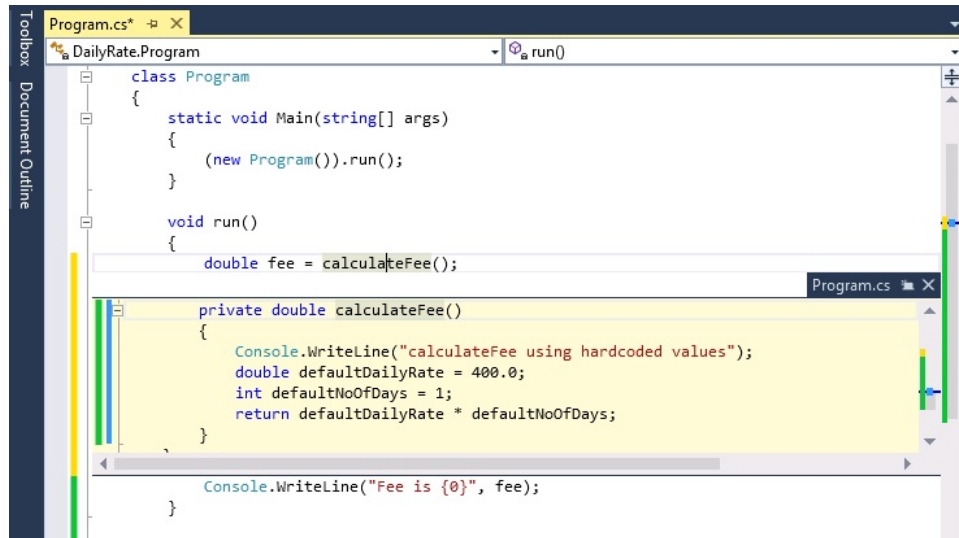 Toolbox
Document Outline
Program.cs*
DailyRate.Program
run()
class Program
{
static void Main(string[] args)
{
(new Program()).run();
}
void run()
{
double fee = calculateFee();
Program.cs
private double calculateFee()
{
Console.WriteLine("calculateFee using hardcoded values");
double defaultDailyRate = 400.0;
int defaultNoOfDays = 1;
return defaultDailyRate * defaultNoOfDays;
}
Console.WriteLine("Fee is {0}", fee);
}